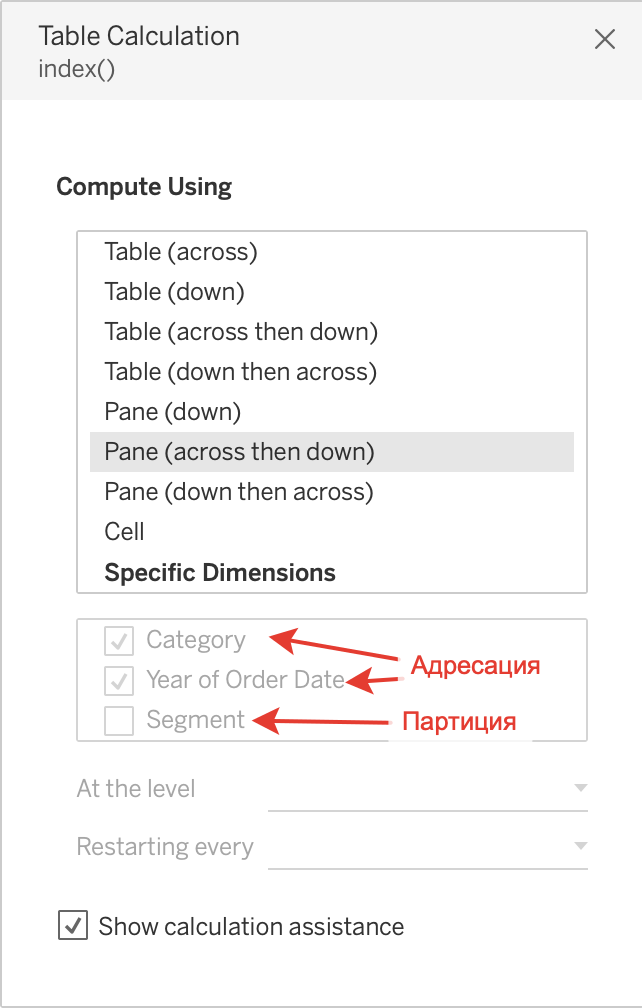 Table Calculation
index()
Compute Using
Table (across)
Table (down)
Table (across then down)
Table (down then across)
Pane (down)
Pane (across then down)
Pane (down then across)
Cell
Specific Dimensions
Category
Адресация
Year of Order Date
Segment
Партиция
At the level
Restarting every
Show calculation assistance